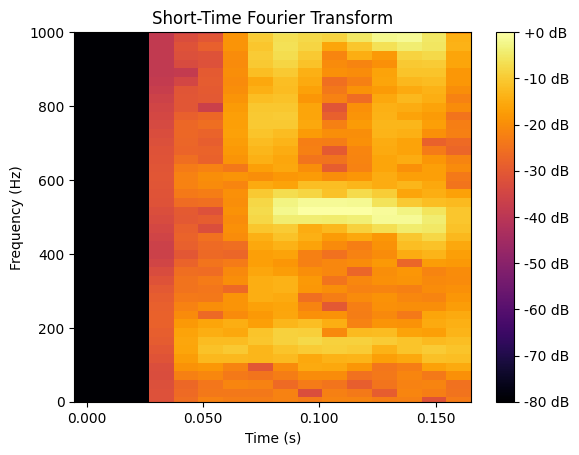 Short-Time Fourier Transform
1000
800
600
400
200
0
Frequency (Hz)
0.000
0.050
0.100
0.150
Time (s)
+0 dB
-10 dB
-20 dB
-30 dB
-40 dB
-50 dB
-60 dB
-70 dB
-80 dB